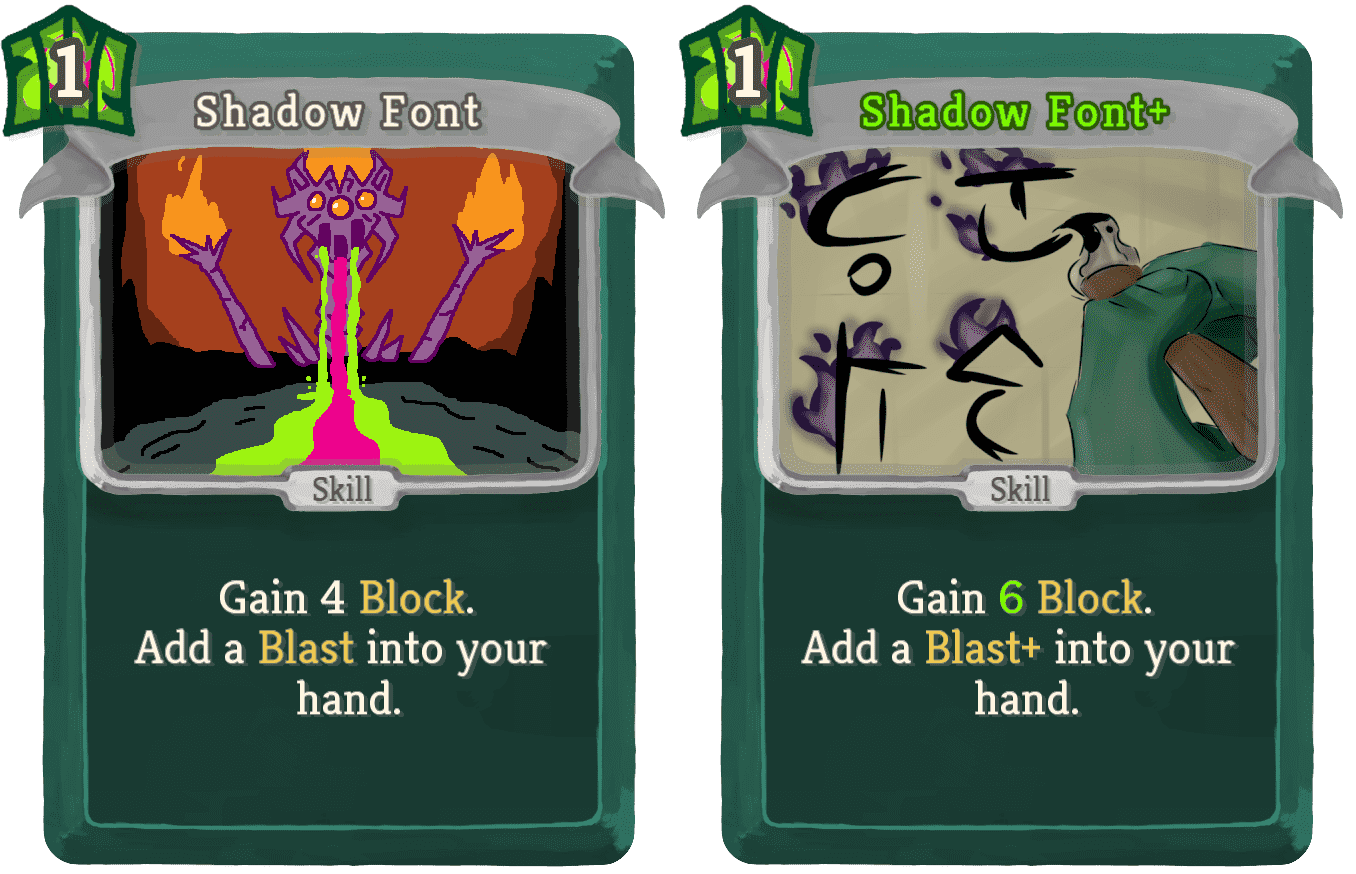 1
Shadow Font
Skill
Gain 4 Block.
Add a Blast into your
hand.
1
Shadow Font+
Skill
Gain 6 Block.
Add a Blast+ into your
hand.